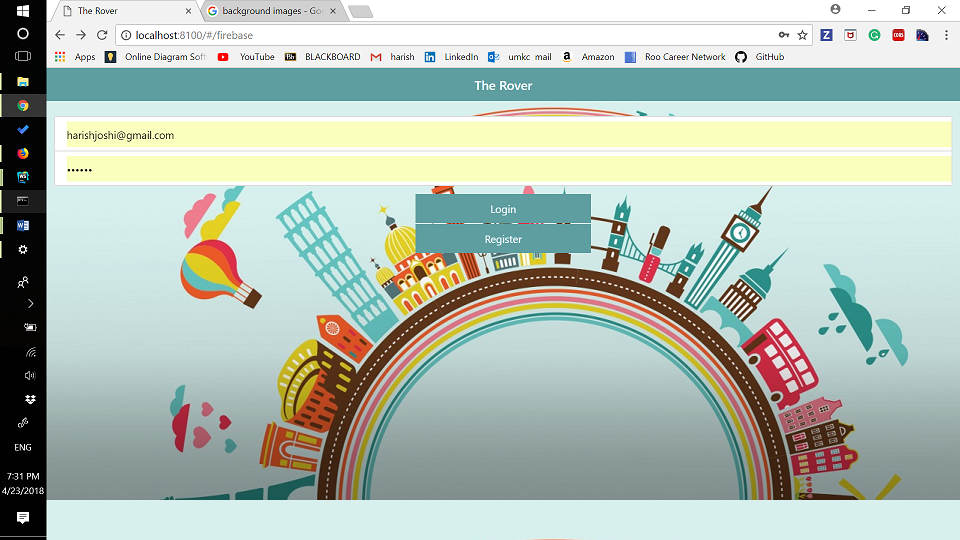 The Rover
background images - Goo
localhost:8100/#/firebase
Apps
Online Diagram Soft
YouTube
BLACKBOARD
harish
LinkedIn
umkc mail
Amazon
Roo Career Network
GitHub
The Rover
harishjoshi@gmail.com
••••••
Login
Register
ENG
7:31 PM
4/23/2018